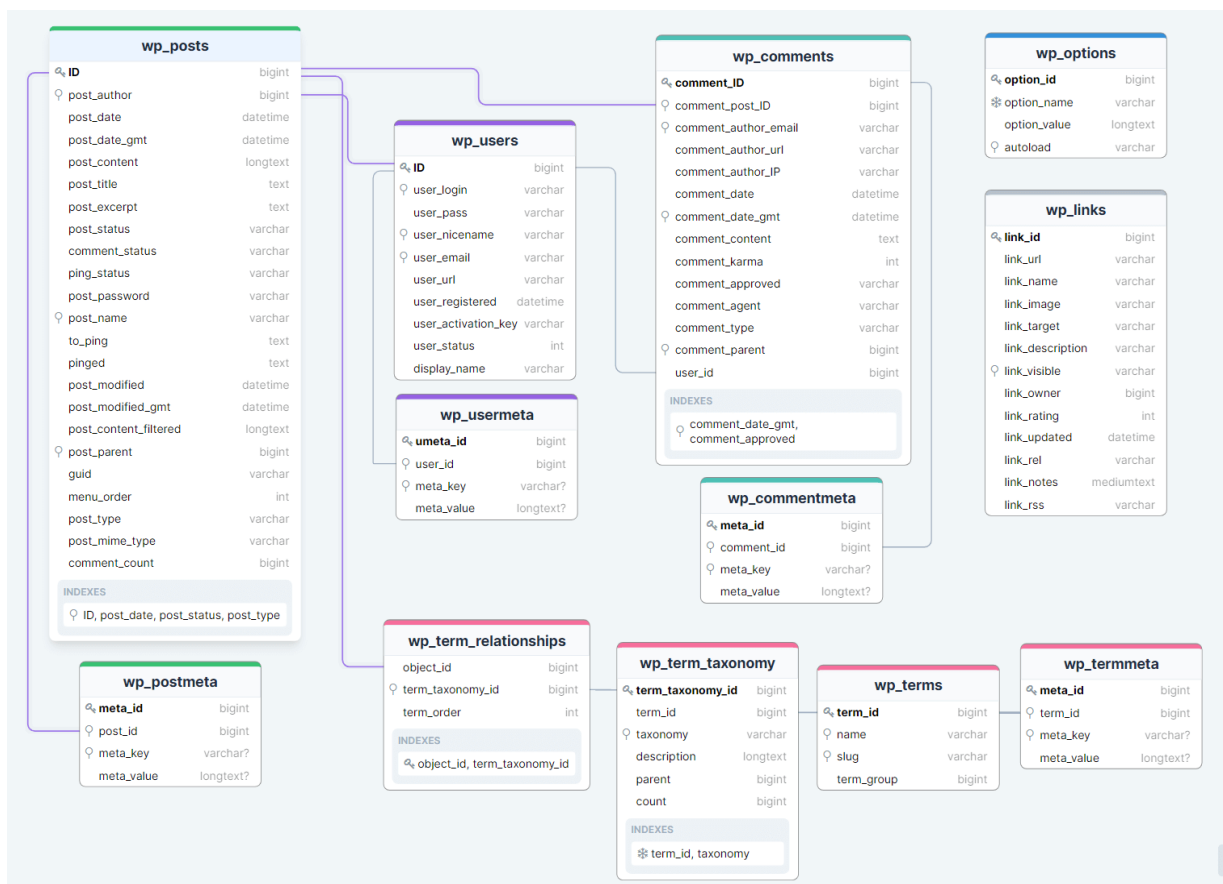 wp_posts
ID bigint
post_author bigint
post_date datetime
post_date_gmt datetime
post_content longtext
post_title text
post_excerpt text
post_status varchar
comment_status varchar
ping_status varchar
post_password varchar
post_name varchar
to_ping text
pinged text
post_modified datetime
post_modified_gmt datetime
post_content_filtered longtext
post_parent bigint
guid varchar
menu_order int
post_type varchar
post_mime_type varchar
comment_count bigint
INDEXES
ID, post_date, post_status, post_type
wp_postmeta
meta_id bigint
post_id bigint
meta_key varchar?
meta_value longtext?
wp_users
ID bigint
user_login varchar
user_pass varchar
user_nicename varchar
user_email varchar
user_url varchar
user_registered datetime
user_activation_key varchar
user_status int
display_name varchar
wp_usermeta
umeta_id bigint
user_id bigint
meta_key varchar?
meta_value longtext?
wp_term_relationships
object_id bigint
term_taxonomy_id bigint
term_order int
INDEXES
object_id, term_taxonomy_id
wp_comments
comment_ID bigint
comment_post_ID bigint
comment_author_email varchar
comment_author_url varchar
comment_author_IP varchar
comment_date datetime
comment_date_gmt datetime
comment_content text
comment_karma int
comment_approved varchar
comment_agent varchar
comment_type varchar
comment_parent bigint
user_id bigint
INDEXES
comment_date_gmt,
comment_approved
wp_commentmeta
meta_id bigint
comment_id bigint
meta_key varchar?
meta_value longtext?
wp_term_taxonomy
term_taxonomy_id bigint
term_id bigint
taxonomy varchar
description longtext
parent bigint
count bigint
INDEXES
term_id, taxonomy
wp_terms
term_id bigint
name varchar
slug varchar
term_group bigint
wp_options
option_id bigint
option_name varchar
option_value longtext
autoload varchar
wp_links
link_id bigint
link_url varchar
link_name varchar
link_image varchar
link_target varchar
link_description varchar
link_visible varchar
link_owner bigint
link_rating int
link_updated datetime
link_rel varchar
link_notes mediumtext
link_rss varchar
wp_termmeta
meta_id bigint
term_id bigint
meta_key varchar?
meta_value longtext?